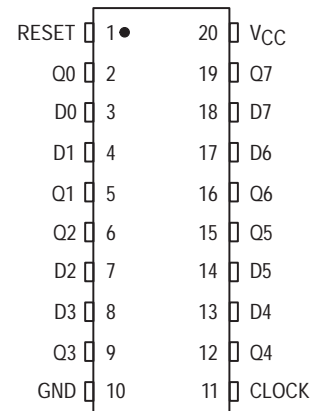 RESET 1 20 VCC
Q0 2 19 Q7
D0 3 18 D7
D1 4 17 D6
Q1 5 16 Q6
Q2 6 15 Q5
D2 7 14 D5
D3 8 13 D4
Q3 9 12 Q4
GND 10 11 CLOCK